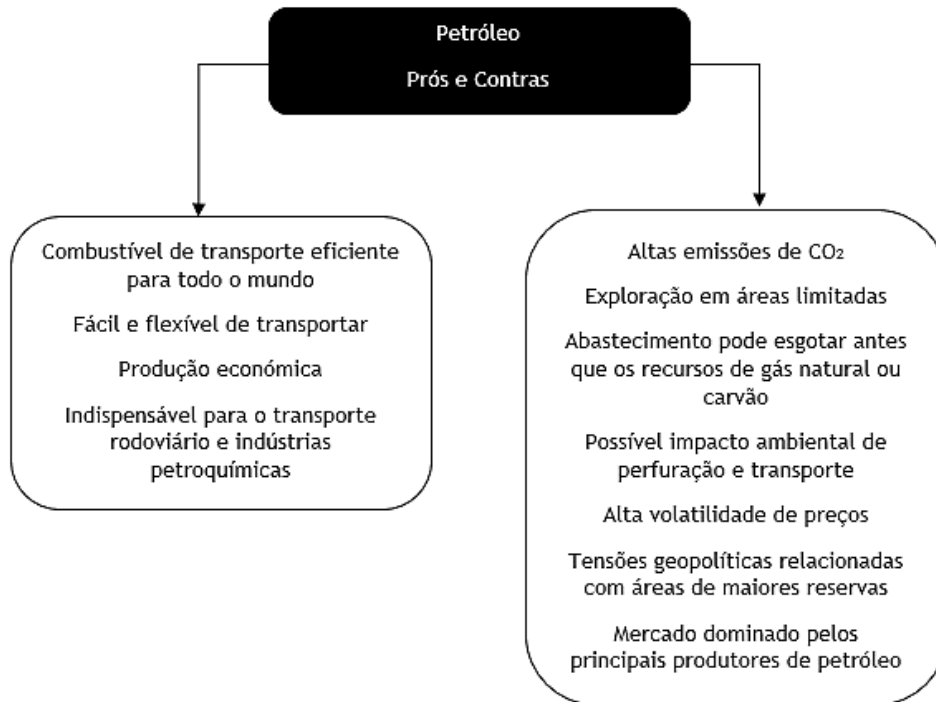 Petróleo
Prós e Contras
Combustível de transporte eficiente
para todo o mundo
Fácil e flexível de transportar
Produção económica
Indispensável para o transporte
rodoviário e indústrias
petroquímicas
Altas emissões de CO₂
Exploração em áreas limitadas
Abastecimento pode esgotar antes
que os recursos de gás natural ou
carvão
Possível impacto ambiental de
perfuração e transporte
Alta volatilidade de preços
Tensões geopolíticas relacionadas
com áreas de maiores reservas
Mercado dominado pelos
principais produtores de petróleo